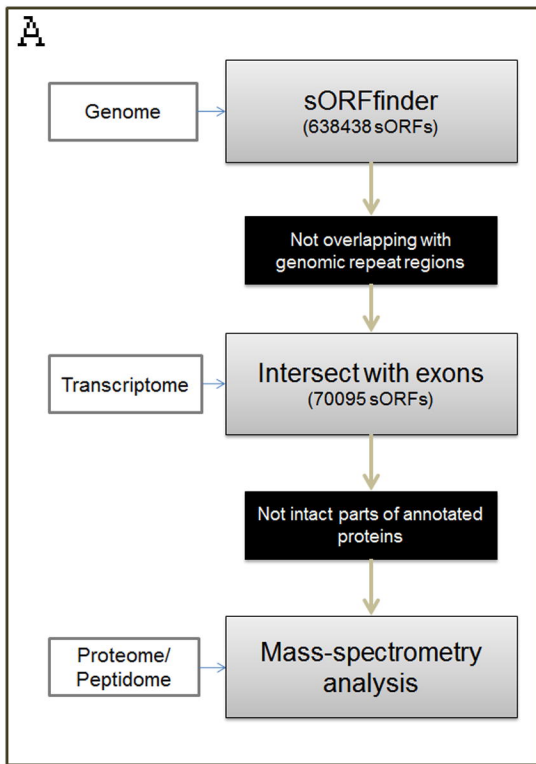 A
Genome
sORFfinder
(638438 sORFs)
Not overlapping with
genomic repeat regions
Transcriptome
Intersect with exons
(70095 sORFs)
Not intact parts of annotated
proteins
Proteome/
Peptidome
Mass-spectrometry
analysis